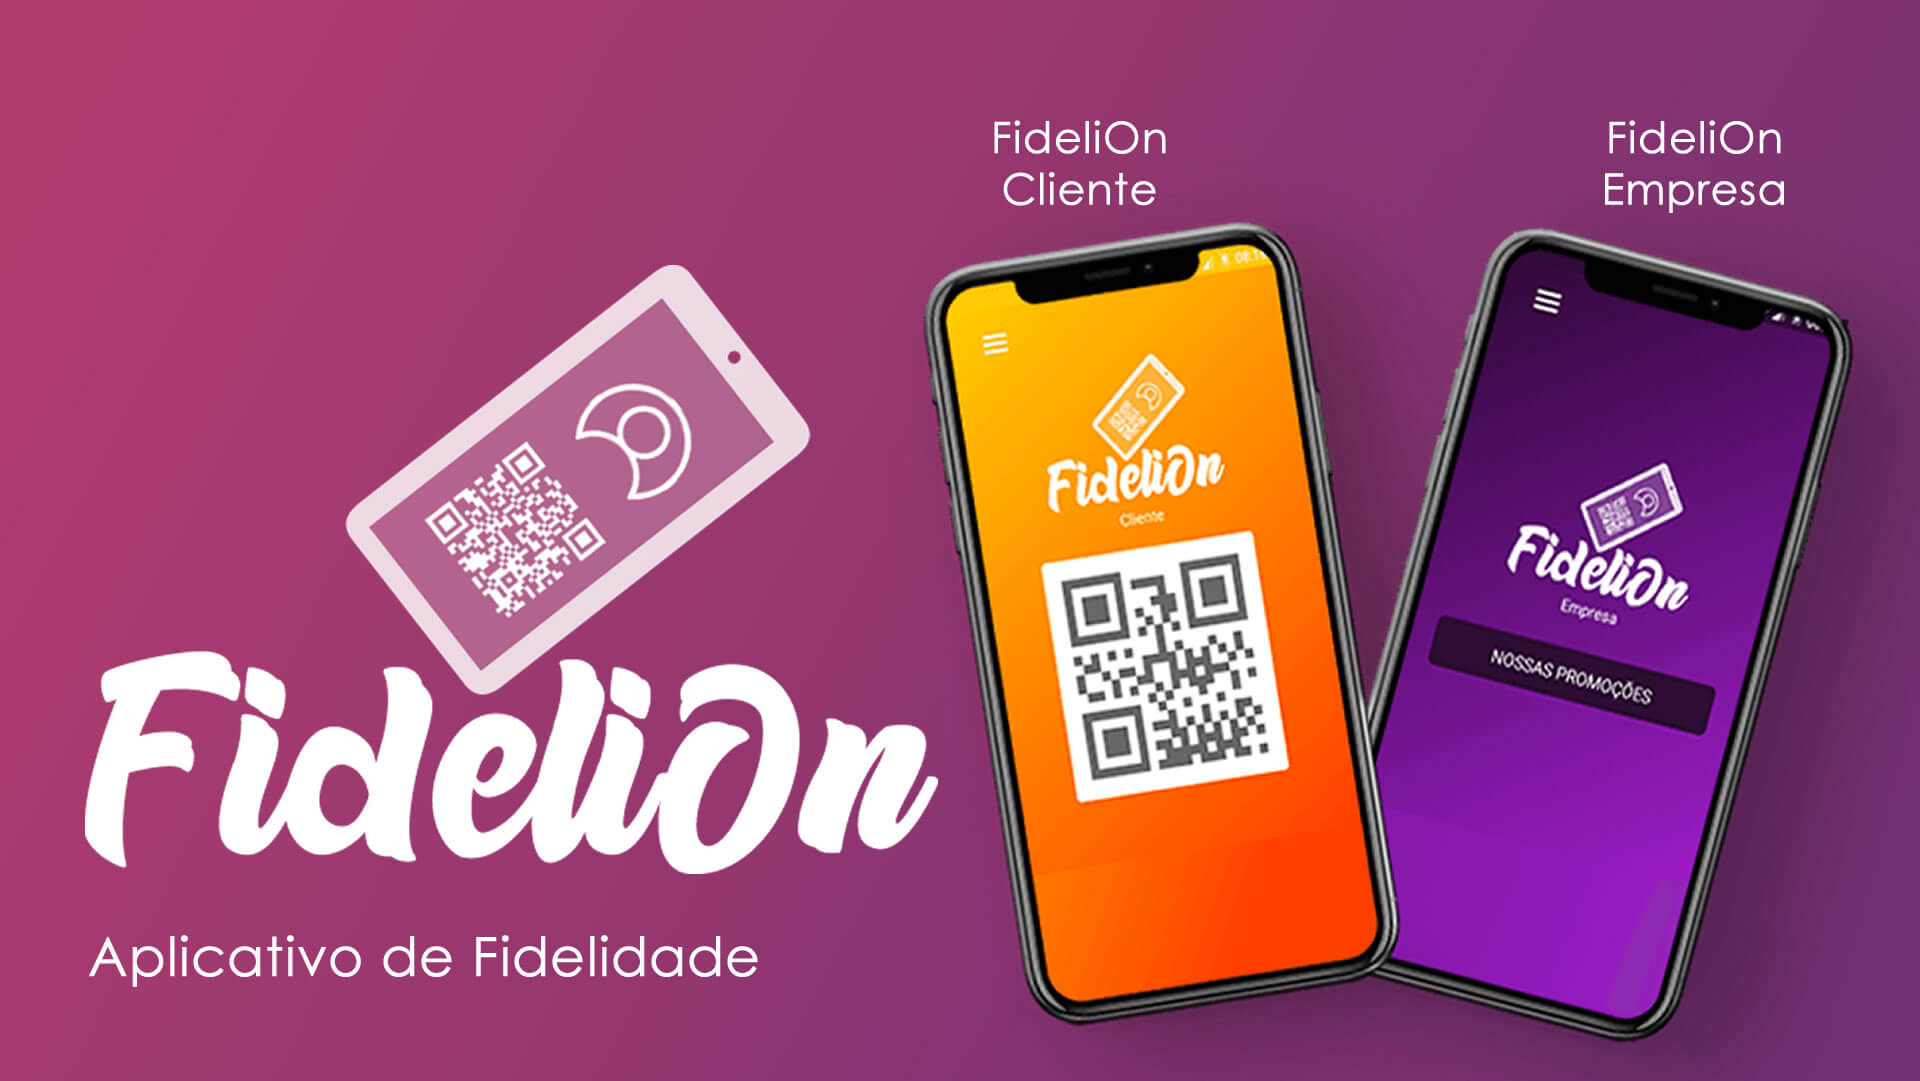 FideliOn
Aplicativo de Fidelidade
FideliOn
Cliente
FideliOn
Cliente
FideliOn
Empresa
FideliOn
Empresa
NOSSAS PROMOÇÕES